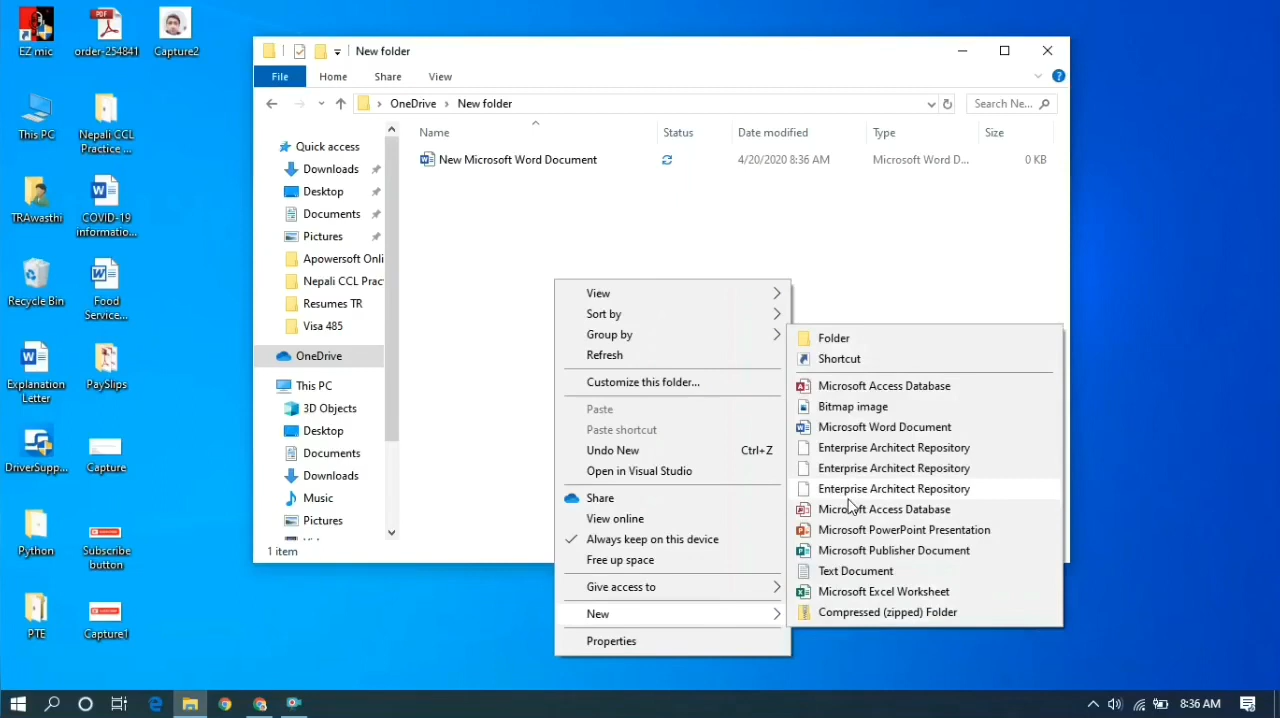 EZ mic
order-254841
Capture2
This PC
Nepali CCL
Practice ...
TRAwasthi
COVID-19
informatio...
Recycle Bin
Food
Service...
Explanation
Letter
PaySlips
DriverSupp...
Capture
Python
Subscribe
button
PTE
Capture1
New folder
File
Home
Share
View
OneDrive
New folder
Search Ne...
Name
Status
Date modified
Type
Size
New Microsoft Word Document
4/20/2020 8:36 AM
Microsoft Word D...
0 KB
Quick access
Downloads
Desktop
Documents
Pictures
Apowersoft Onli
Nepali CCL Prac
Resumes TR
Visa 485
OneDrive
This PC
3D Objects
Desktop
Documents
Downloads
Music
Pictures
1 item
View
Sort by
Group by
Refresh
Customize this folder...
Paste
Paste shortcut
Undo New Ctrl+Z
Open in Visual Studio
Share
View online
Always keep on this device
Free up space
Give access to
New
Properties
Folder
Shortcut
Microsoft Access Database
Bitmap image
Microsoft Word Document
Enterprise Architect Repository
Enterprise Architect Repository
Enterprise Architect Repository
Microsoft Access Database
Microsoft PowerPoint Presentation
Microsoft Publisher Document
Text Document
Microsoft Excel Worksheet
Compressed (zipped) Folder
8:36 AM